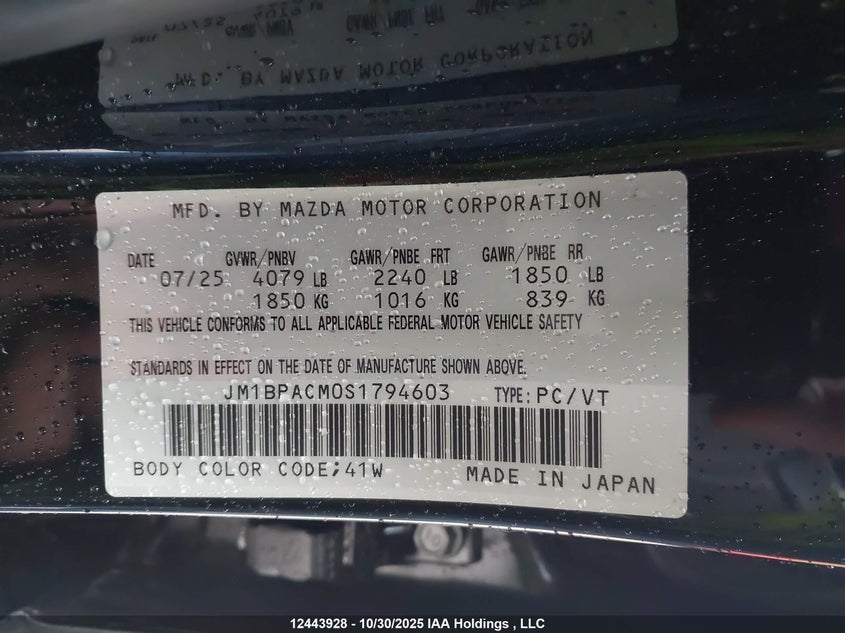 MFD. BY MAZDA MOTOR CORPORATION
DATE GVWR/PNBV GAWR/PNBE FRT GAWR/PNBE RR
07/25 4079 LB 2240 LB 1850 LB
1850 KG 1016 KG 839 KG
THIS VEHICLE CONFORMS TO ALL APPLICABLE FEDERAL MOTOR VEHICLE SAFETY
STANDARDS IN EFFECT ON THE DATE OF MANUFACTURE SHOWN ABOVE.
JM1BPACM0S1794603 TYPE: PC/VT
BODY COLOR CODE;41W MADE IN JAPAN
12443928 - 10/30/2025 IAA Holdings , LLC